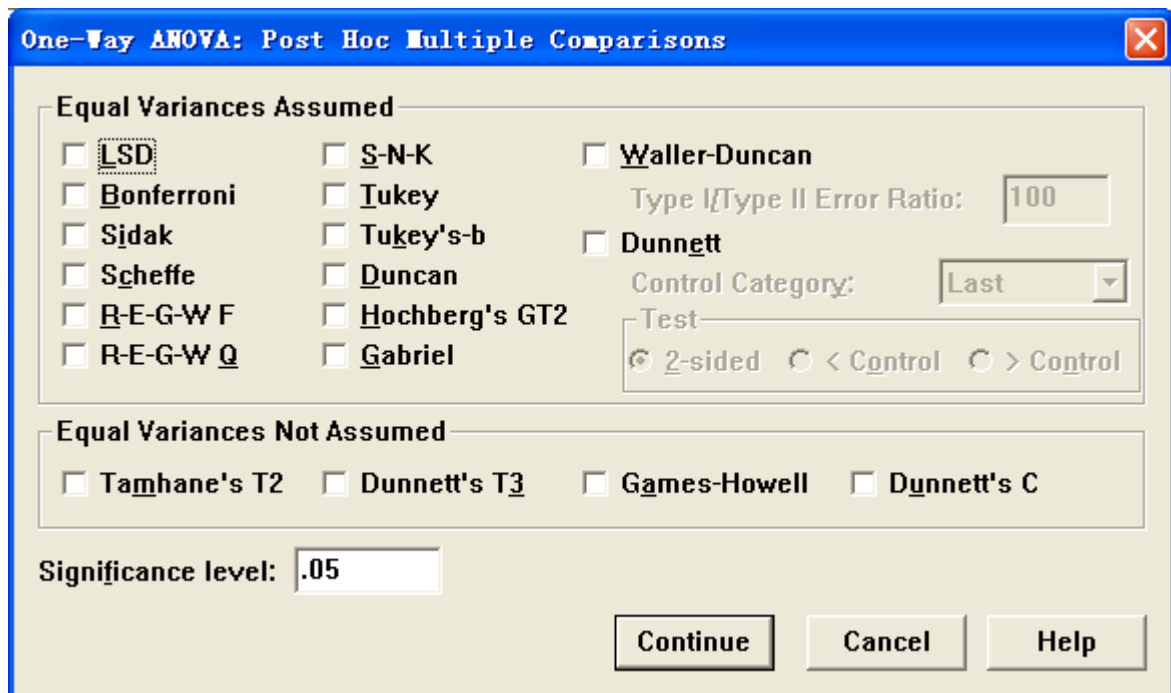 One-Way ANOVA: Post Hoc Multiple Comparisons
Equal Variances Assumed
LSD S-N-K Waller-Duncan
Bonferroni Tukey Type I/Type II Error Ratio: 100
Sidak Tukey's-b Dunnett
Scheffe Duncan Control Category: Last
R-E-G-W F Hochberg's GT2 Test
R-E-G-W Q Gabriel 2-sided < Control > Control
Equal Variances Not Assumed
Tamhane's T2 Dunnett's T3 Games-Howell Dunnett's C
Significance level: .05
Continue Cancel Help